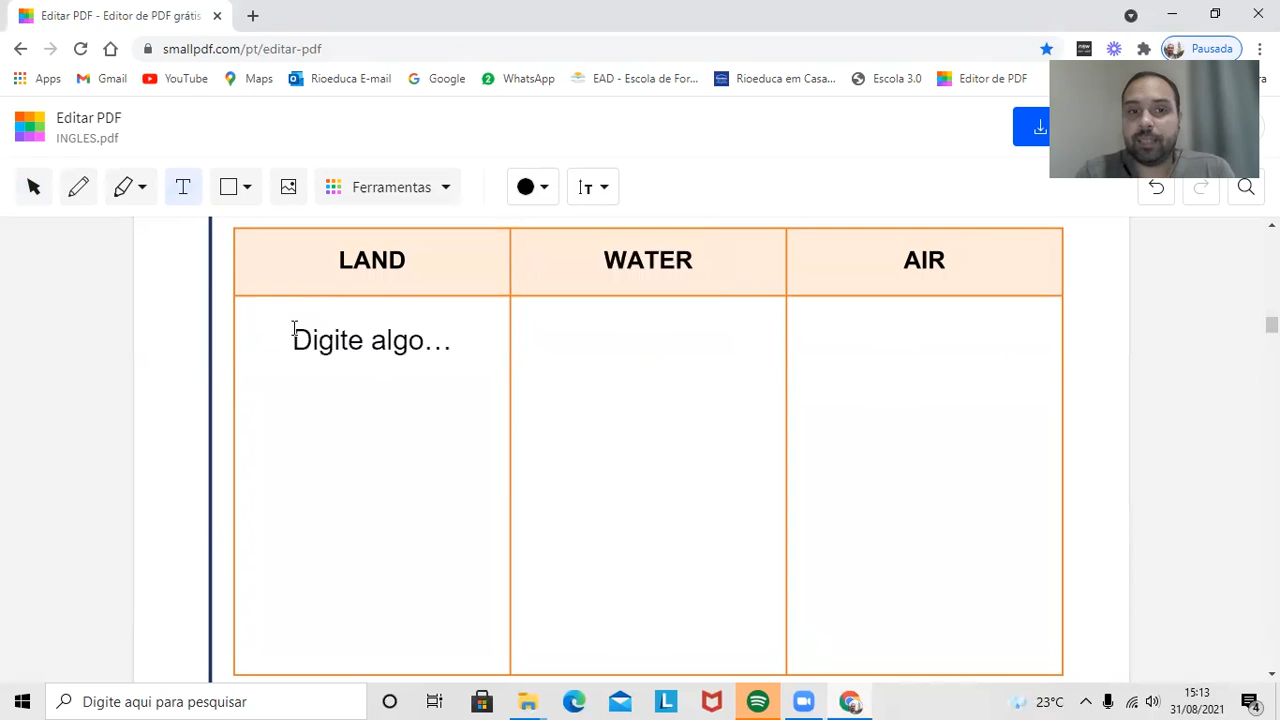 Editar PDF - Editor de PDF grátis
smallpdf.com/pt/editar-pdf
Pausada
Apps
Gmail
YouTube
Maps
Rioeduca E-mail
Google
WhatsApp
EAD - Escola de For...
Rioeduca em Casa...
Escola 3.0
Editor de PDF
Editar PDF
INGLES.pdf
Ferramentas
LAND WATER AIR
Digite algo...
Digite aqui para pesquisar
23°C
15:13
31/08/2021
4